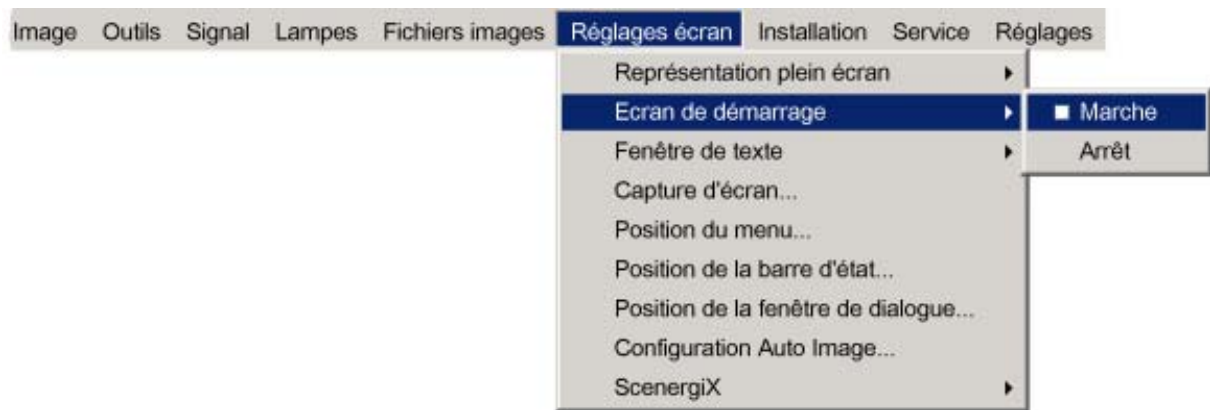 Image Outils Signal Lampes Fichiers images Réglages écran Installation Service Réglages
Représentation plein écran
Ecran de démarrage
Marche
Fenêtre de texte
Arrêt
Capture d'écran...
Position du menu...
Position de la barre d'état...
Position de la fenêtre de dialogue...
Configuration Auto Image...
ScenergiX